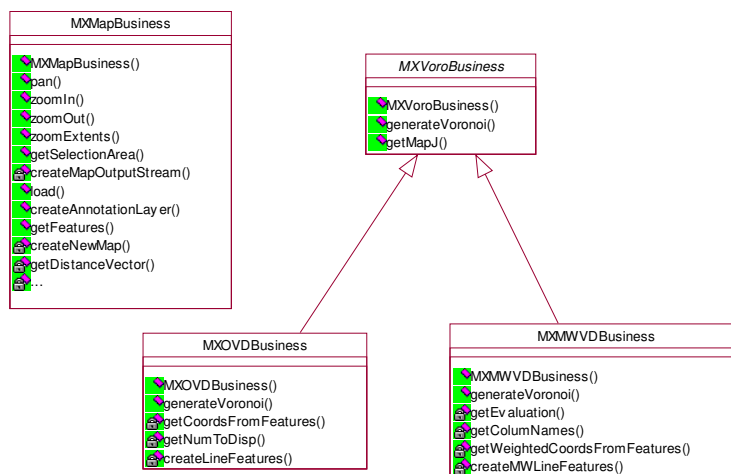 MXMapBusiness
MXMapBusiness()
pan()
zoomIn()
zoomOut()
zoomExtents()
getSelectionArea()
createMapOutputStream()
load()
createAnnotationLayer()
getFeatures()
createNewMap()
getDistanceVector()
...
MXVoroBusiness
MXVoroBusiness()
generateVoronoi()
getMapJ()
MXOVDBusiness
MXOVDBusiness()
generateVoronoi()
getCoordsFromFeatures()
getNumToDisp()
createLineFeatures()
MXMWVDBusiness
MXMWVDBusiness()
generateVoronoi()
getEvaluation()
getColumNames()
getWeightedCoordsFromFeatures()
createMWLineFeatures()